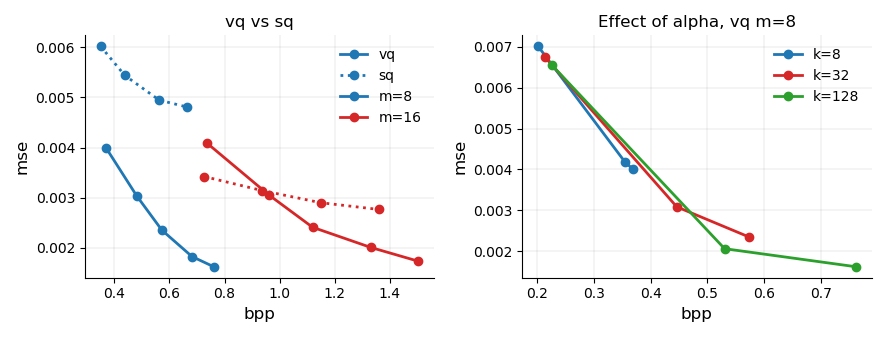 vq vs sq
0.006
0.005
0.004
0.003
0.002
mse
0.4
0.6
0.8
1.0
1.2
1.4
bpp
vq
sq
m=8
m=16
Effect of alpha, vq m=8
0.007
0.006
0.005
0.004
0.003
0.002
mse
0.2
0.3
0.4
0.5
0.6
0.7
bpp
k=8
k=32
k=128